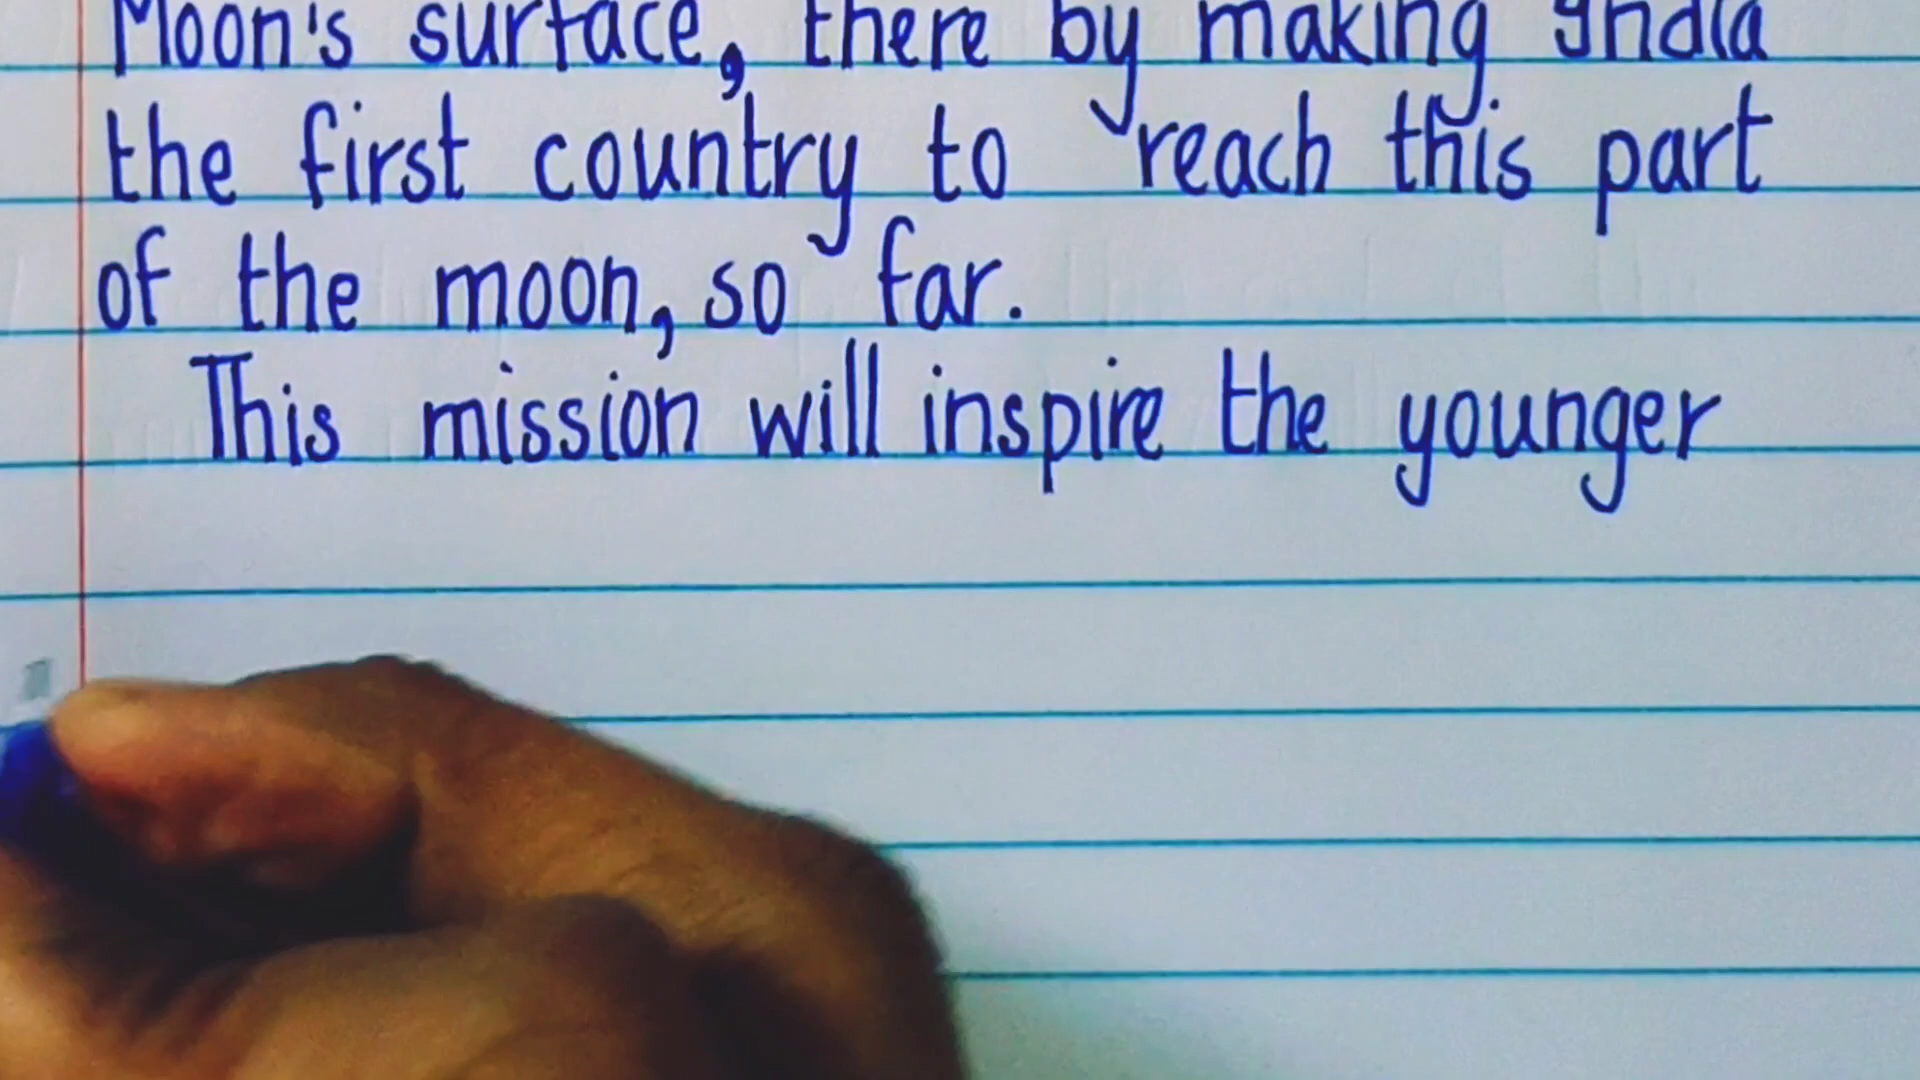 Moon's surface, there by making India
the first country to reach this part
of the moon, so far.
This mission will inspire the younger